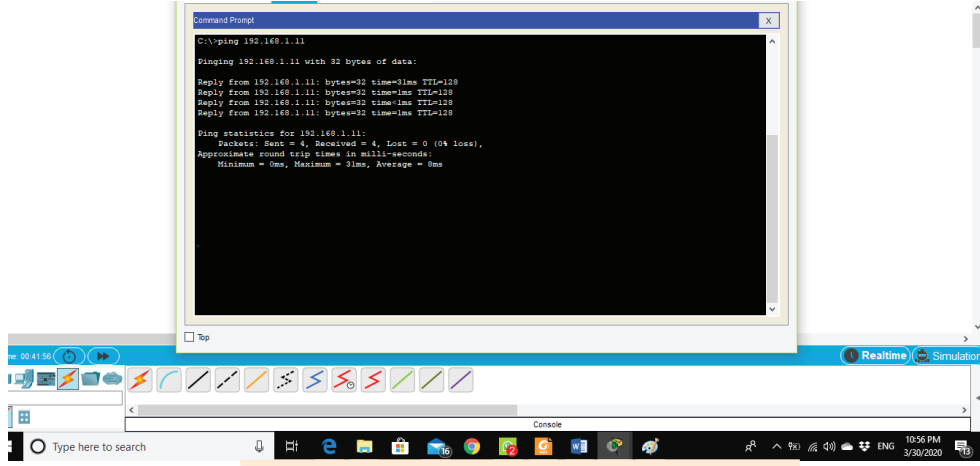 Command Prompt
X
C:\>ping 192.168.1.11
Pinging 192.168.1.11 with 32 bytes of data:
Reply from 192.168.1.11: bytes=32 time=31ms TTL=128
Reply from 192.168.1.11: bytes=32 time=1ms TTL=128
Reply from 192.168.1.11: bytes=32 time<1ms TTL=128
Reply from 192.168.1.11: bytes=32 time=1ms TTL=128
Ping statistics for 192.168.1.11:
Packets: Sent = 4, Received = 4, Lost = 0 (0% loss),
Approximate round trip times in milli-seconds:
Minimum = 0ms, Maximum = 31ms, Average = 8ms
Top
me: 00:41:56
Realtime
Simulation
Console
Type here to search
16
2
ENG
10:56 PM
3/30/2020
13